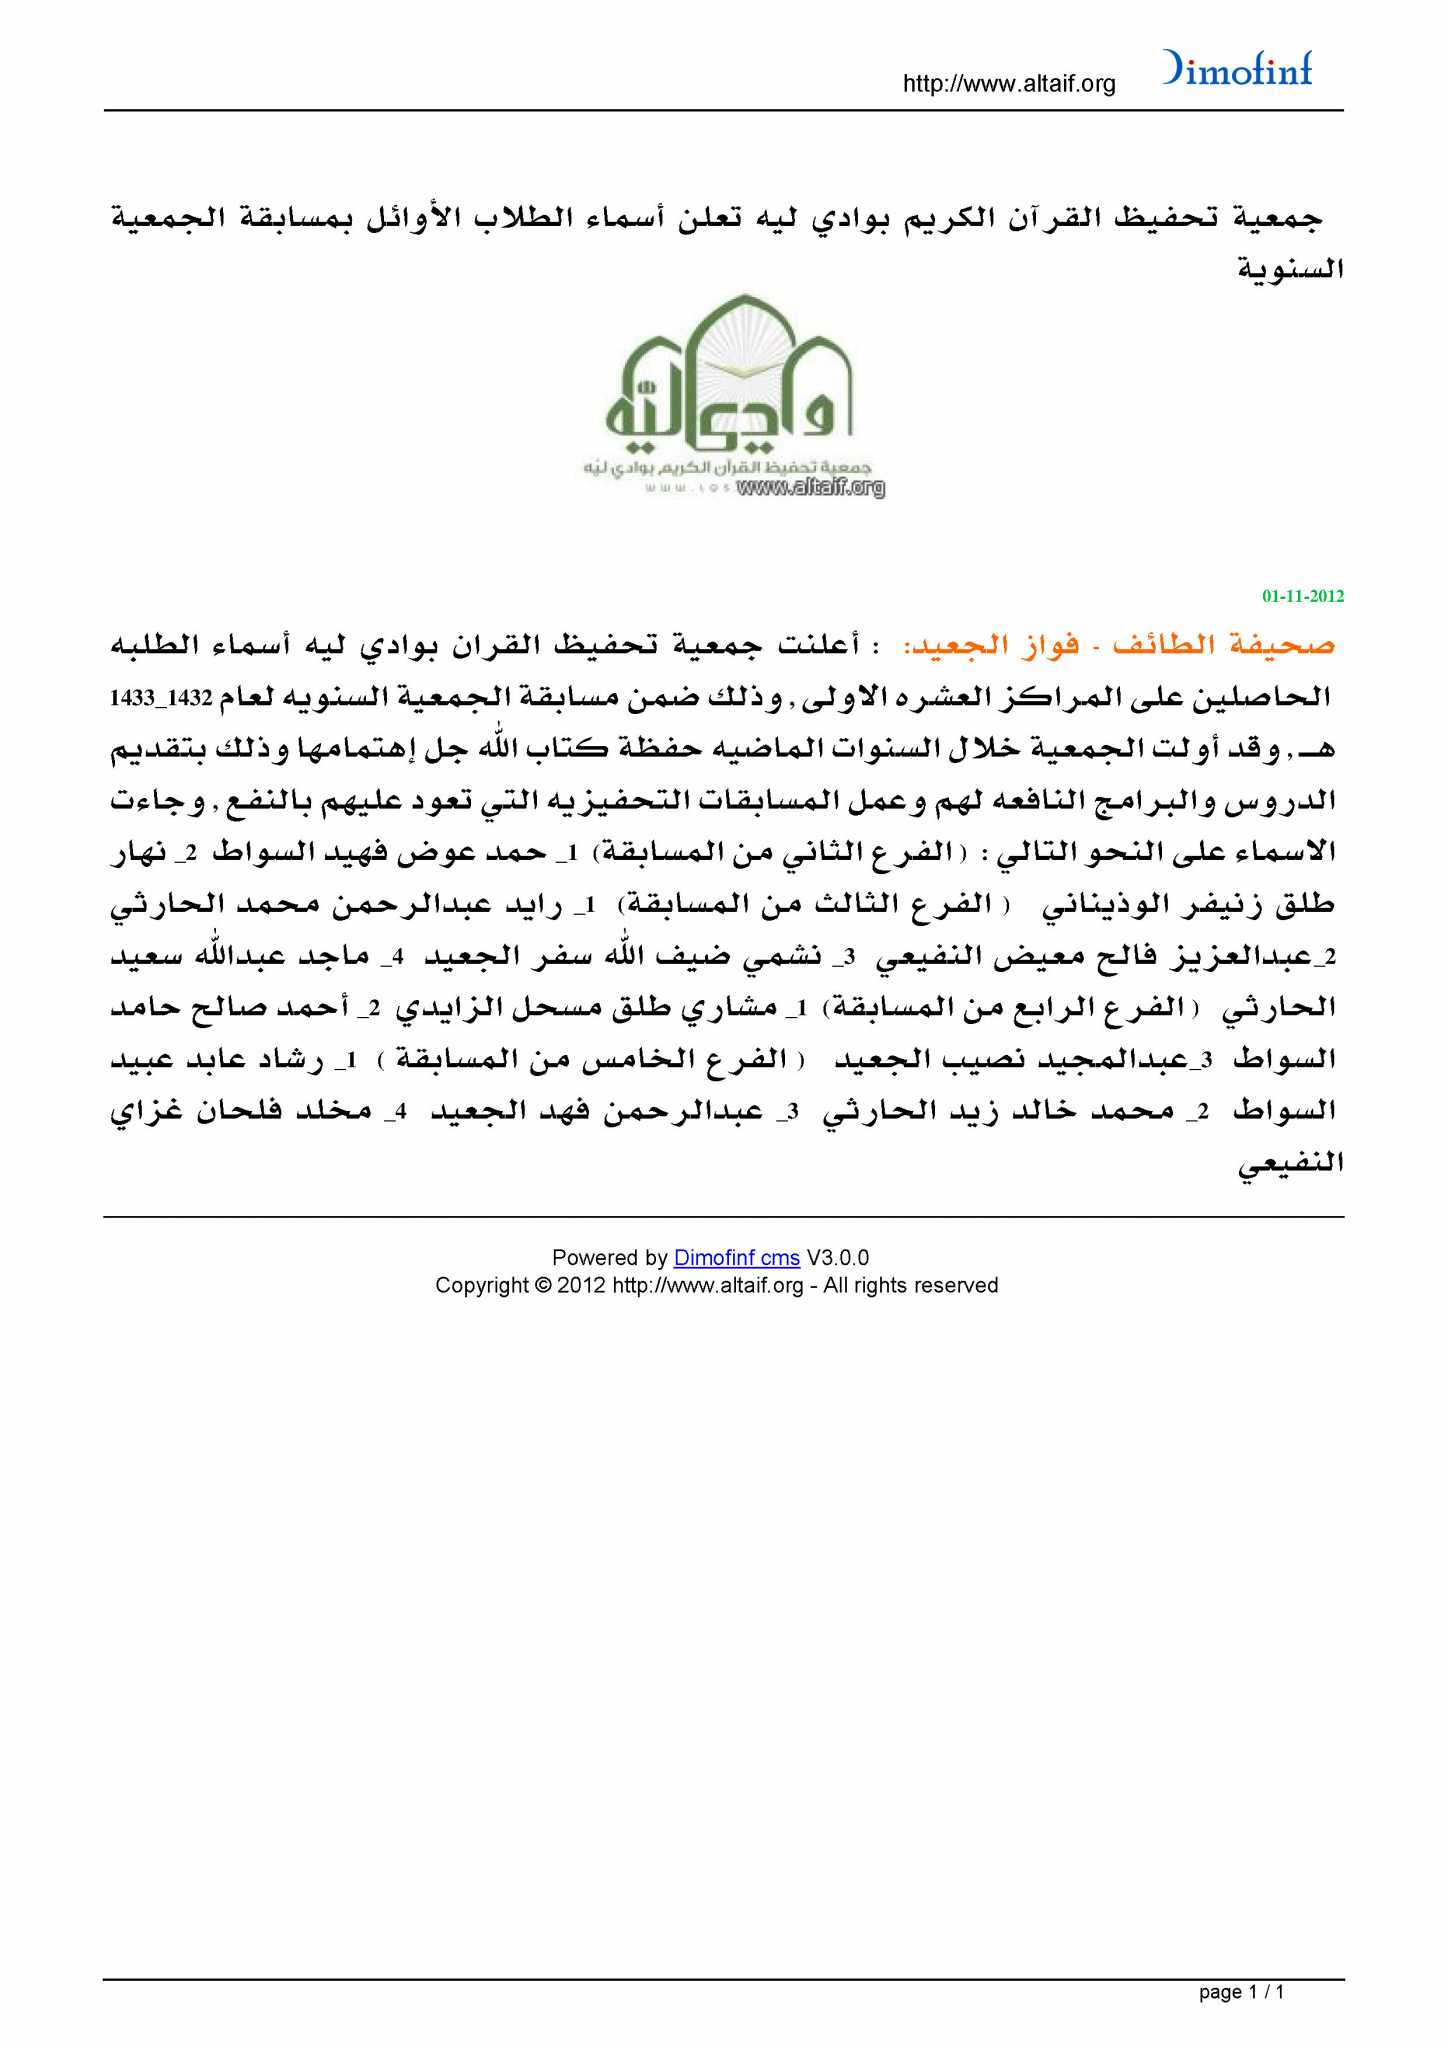 http://www.altaif.org
Dimofinf
جمعية تحفيظ القرآن الكريم بوادي ليه تعلن أسماء الطلاب الأوائل بمسابقة الجمعية
السنوية
وادي ليّه
جمعية تحفيظ القرآن الكريم بوادي ليّه
www.altaif.org
01-11-2012
صحيفة الطائف - فواز الجعيد: : أعلنت جمعية تحفيظ القران بوادي ليه أسماء الطلبه
الحاصلين على المراكز العشره الاولى , وذلك ضمن مسابقة الجمعية السنويه لعام 1432_1433
هـ , وقد أولت الجمعية خلال السنوات الماضيه حفظة كتاب الله جل إهتمامها وذلك بتقديم
الدروس والبرامج النافعه لهم وعمل المسابقات التحفيزيه التي تعود عليهم بالنفع , وجاءت
الاسماء على النحو التالي : ( الفرع الثاني من المسابقة) 1_ حمد عوض فهيد السواط 2_ نهار
طلق زنيفر الوذيناني ( الفرع الثالث من المسابقة) 1_ رايد عبدالرحمن محمد الحارثي
2_عبدالعزيز فالح معيض النفيعي 3_ نشمي ضيف الله سفر الجعيد 4_ ماجد عبدالله سعيد
الحارثي ( الفرع الرابع من المسابقة) 1_ مشاري طلق مسحل الزايدي 2_ أحمد صالح حامد
السواط 3_عبدالمجيد نصيب الجعيد ( الفرع الخامس من المسابقة ) 1_ رشاد عابد عبيد
السواط 2_ محمد خالد زيد الحارثي 3_ عبدالرحمن فهد الجعيد 4_ مخلد فلحان غزاي
النفيعي
Powered by Dimofinf cms V3.0.0
Copyright © 2012 http://www.altaif.org - All rights reserved
page 1 / 1